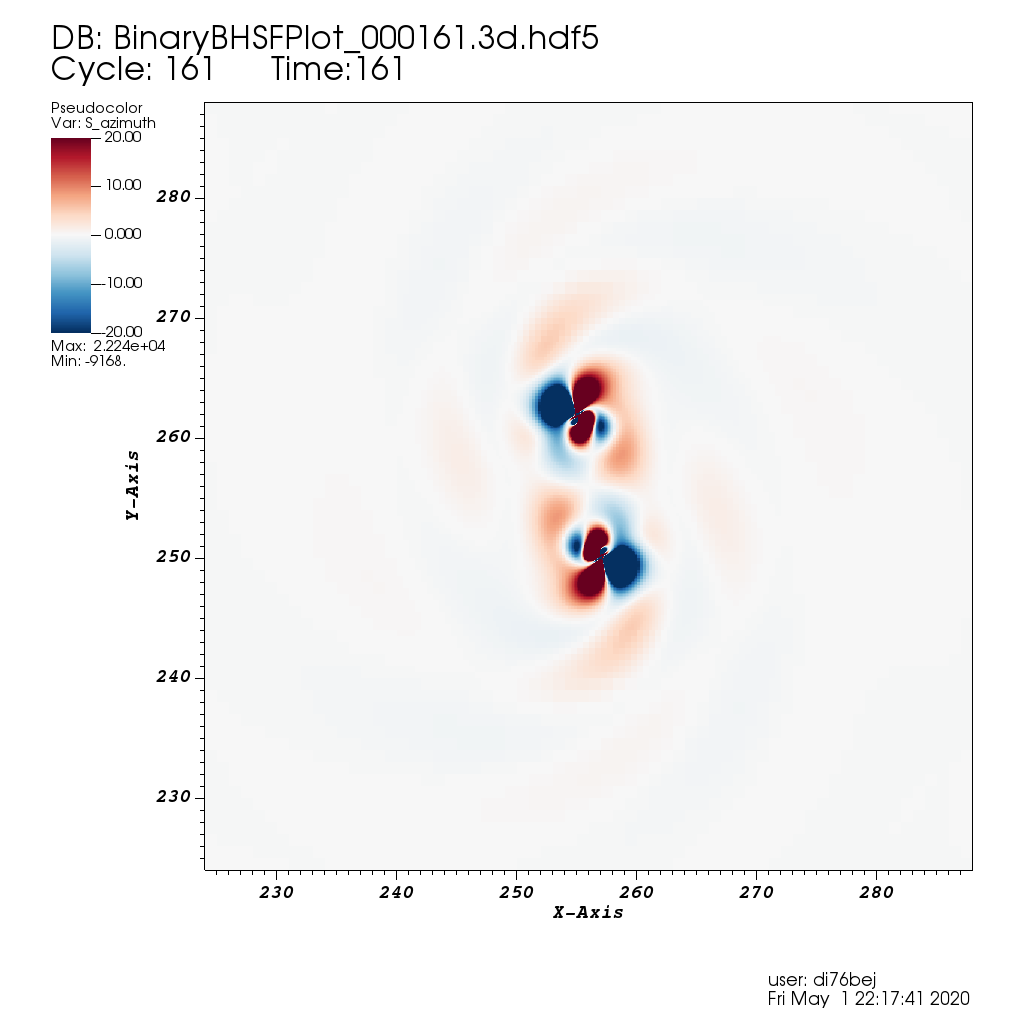 DB: BinaryBHSFPlot_000161.3d.hdf5
Cycle: 161 Time:161
Pseudocolor
Var: S_azimuth
20.00
10.00
0.000
-10.00
-20.00
Max: 2.224e+04
Min: -9168.
280
270
260
250
240
230
Y-Axis
230 240 250 260 270 280
X-Axis
user: di76bej
Fri May 1 22:17:41 2020